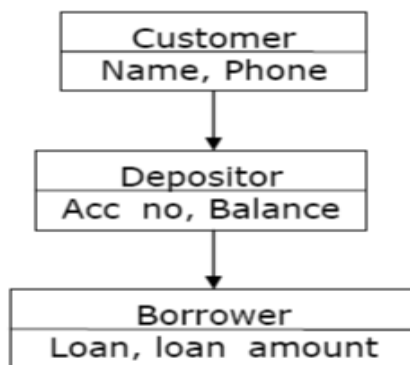 Customer
Name, Phone
Depositor
Acc no, Balance
Borrower
Loan, loan amount